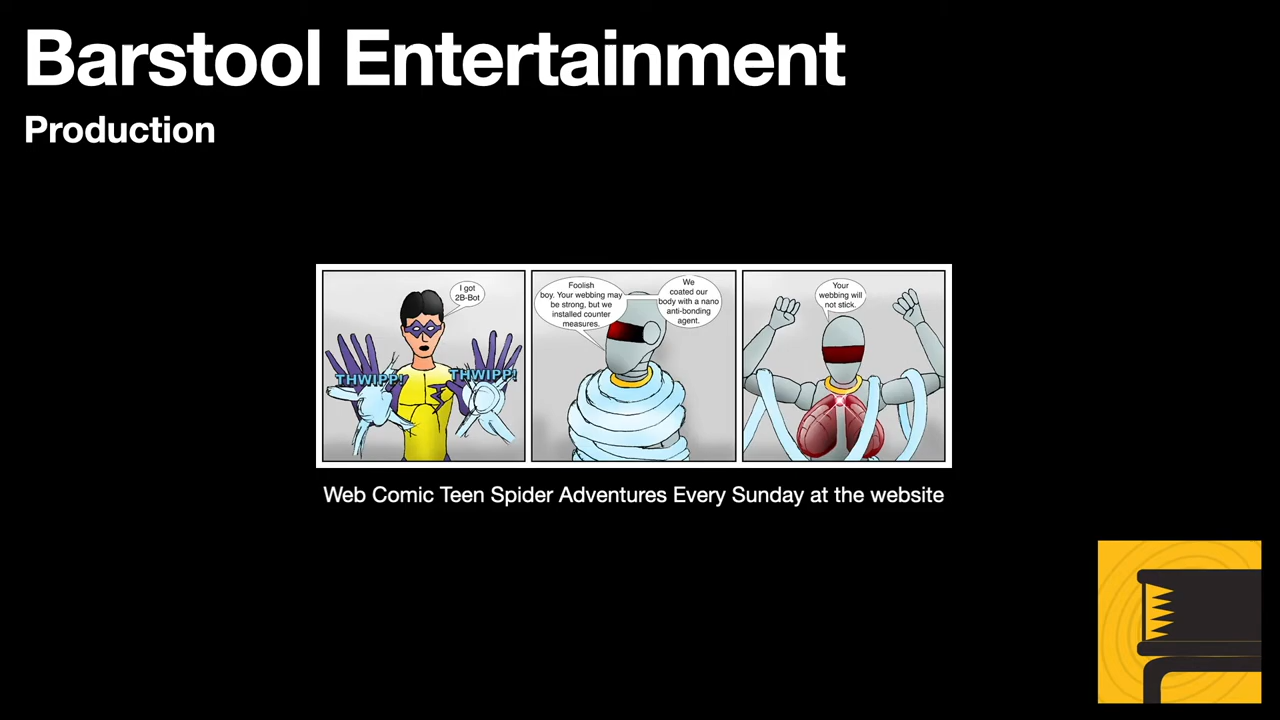 Barstool Entertainment
Production
I got
2B-Bot
THWIPP!
THWIPP!
Foolish
boy. Your webbing may
be strong, but we
installed counter
measures.
We
coated our
body with a nano
anti-bonding
agent.
Your
webbing will
not stick.
Web Comic Teen Spider Adventures Every Sunday at the website